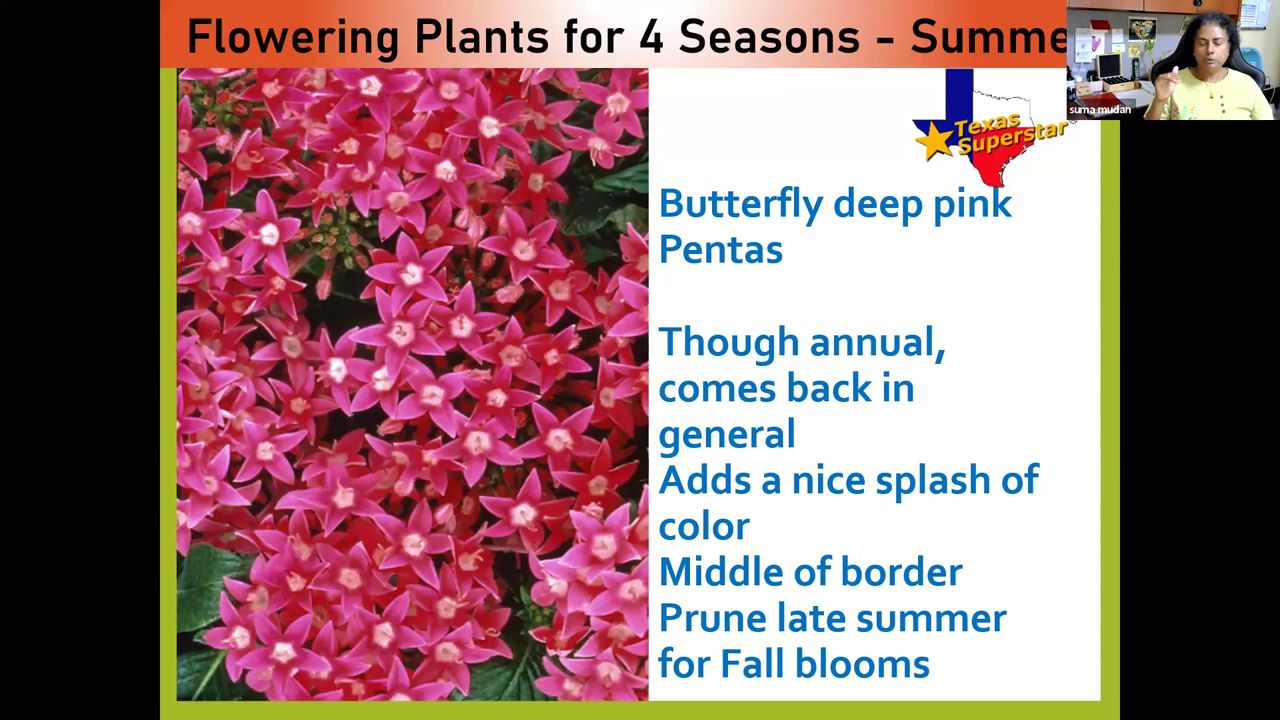 Flowering Plants for 4 Seasons - Summe
suma mudan
Texas
Superstar
Butterfly deep pink
Pentas
Though annual,
comes back in
general
Adds a nice splash of
color
Middle of border
Prune late summer
for Fall blooms